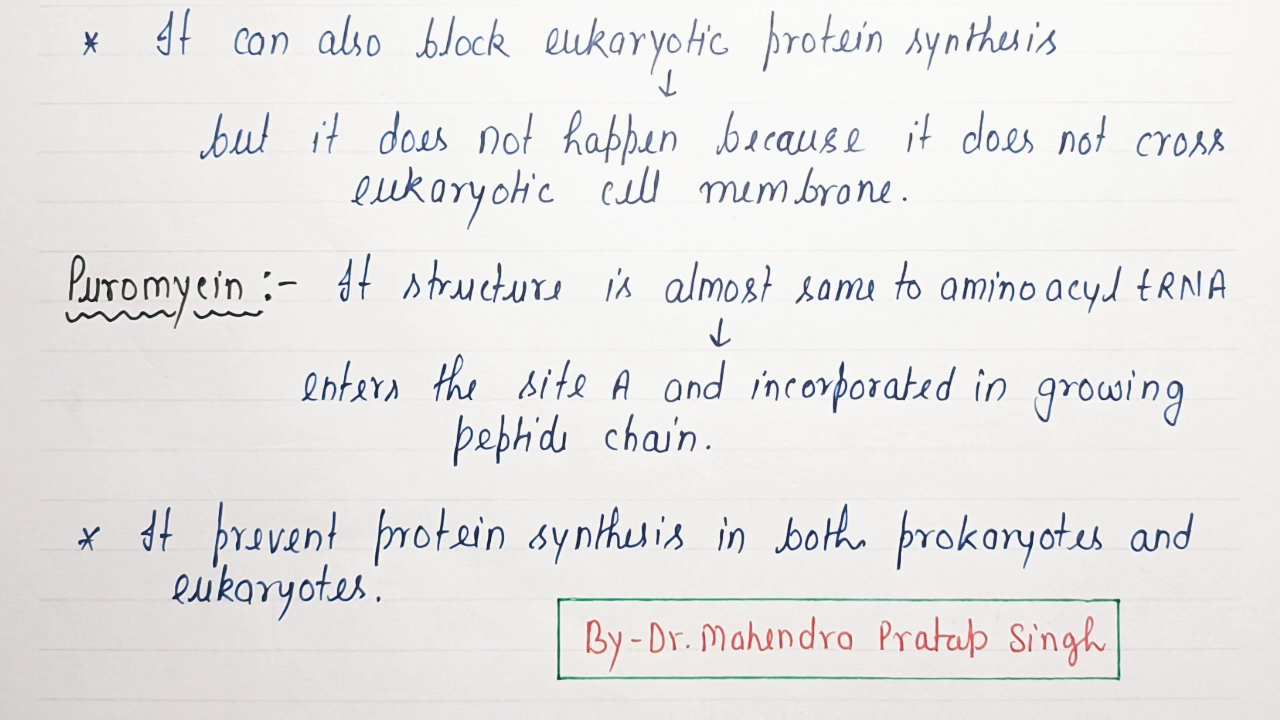 * It can also block eukaryotic protein synthesis
↓
but it does not happen because it does not cross
eukaryotic cell membrane.
Puromycin :- It structure is almost same to amino acyl tRNA
↓
enters the site A and incorporated in growing
peptide chain.
* It prevent protein synthesis in both prokaryotes and
eukaryotes.
By-Dr. Mahendra Pratap Singh